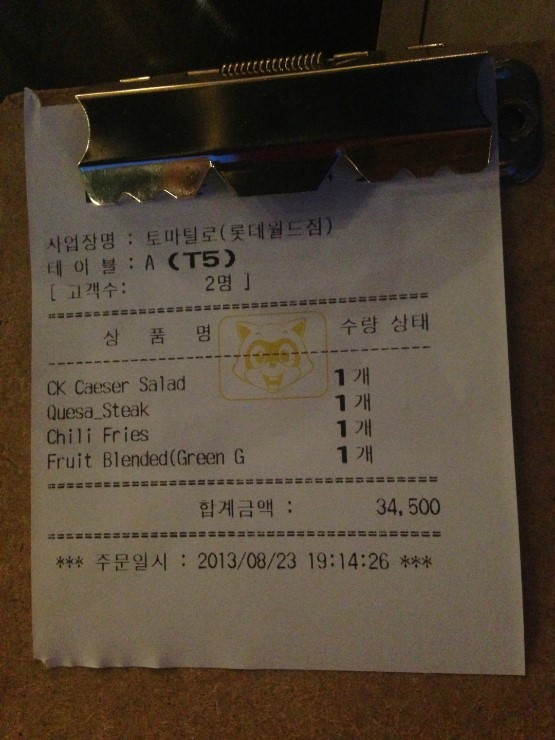 사업장명 : 토마틸로(롯데월드점)
테 이 블 : A (T5)
[ 고객수: 2명 ]
상 품 명 수량 상태
CK Caeser Salad 1 개
Quesa_Steak 1 개
Chili Fries 1 개
Fruit Blended(Green G 1 개
합계금액 : 34,500
*** 주문일시 : 2013/08/23 19:14:26 ***